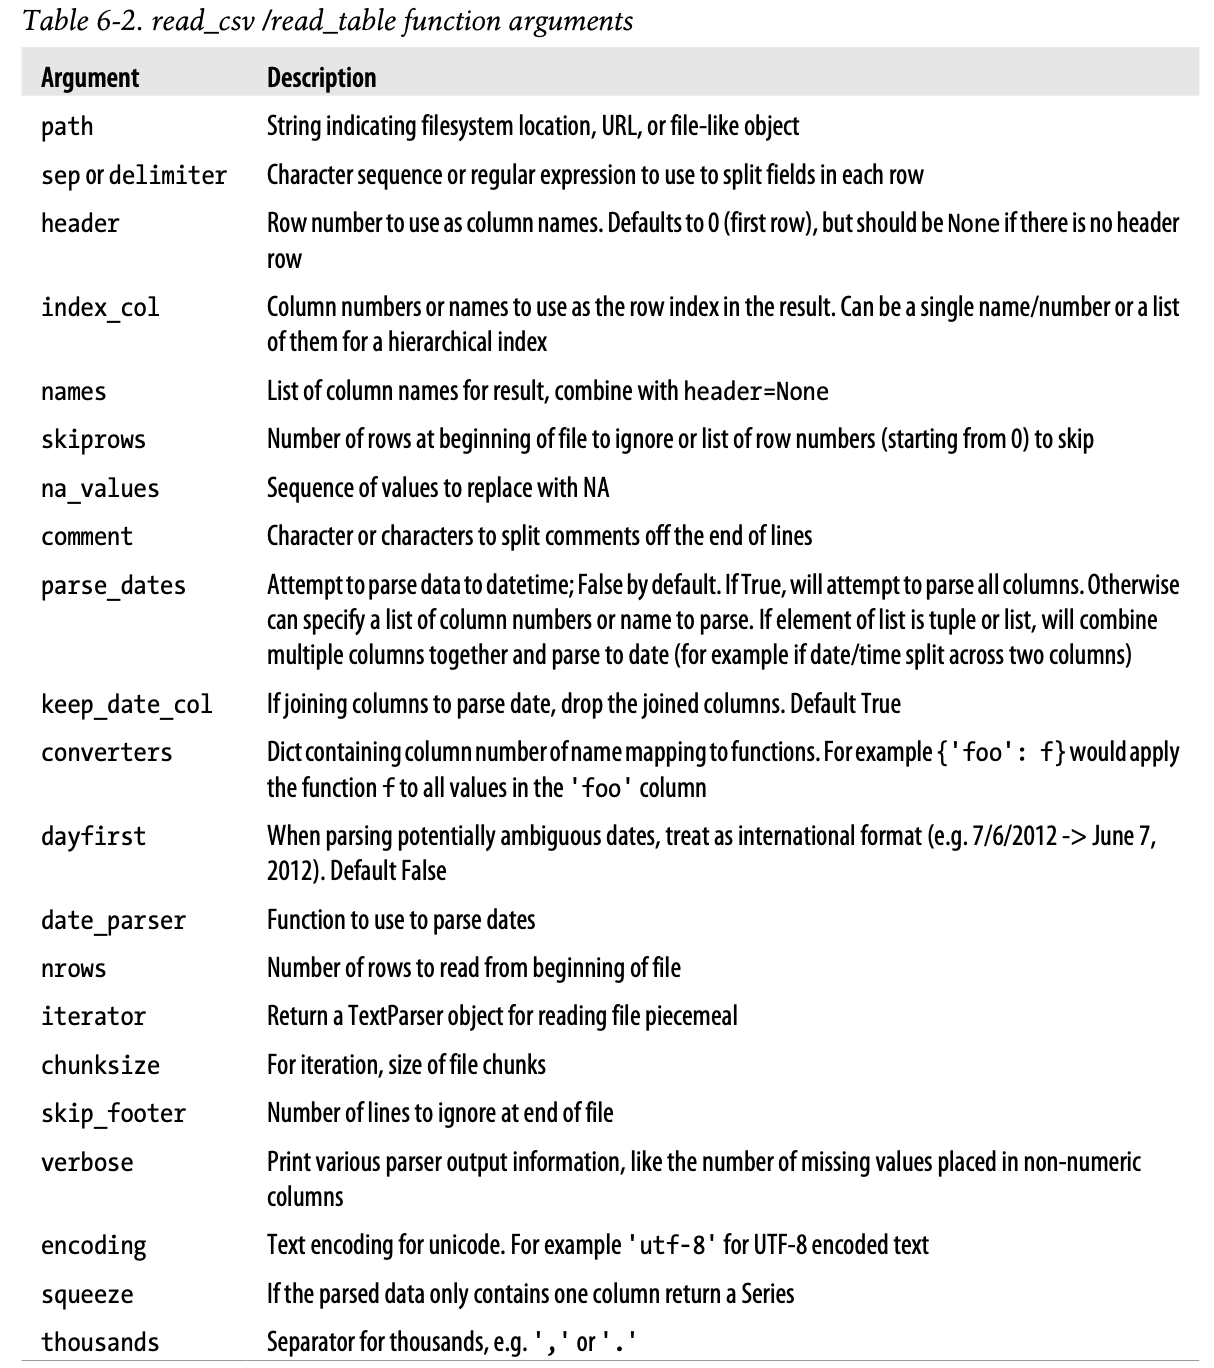 Table 6-2. read_csv /read_table function arguments
Argument Description
path String indicating filesystem location, URL, or file-like object
sep or delimiter Character sequence or regular expression to use to split fields in each row
header Row number to use as column names. Defaults to 0 (first row), but should be None if there is no header
row
index_col Column numbers or names to use as the row index in the result. Can be a single name/number or a list
of them for a hierarchical index
names List of column names for result, combine with header=None
skiprows Number of rows at beginning of file to ignore or list of row numbers (starting from 0) to skip
na_values Sequence of values to replace with NA
comment Character or characters to split comments off the end of lines
parse_dates Attempt to parse data to datetime; False by default. If True, will attempt to parse all columns. Otherwise
can specify a list of column numbers or name to parse. If element of list is tuple or list, will combine
multiple columns together and parse to date (for example if date/time split across two columns)
keep_date_col If joining columns to parse date, drop the joined columns. Default True
converters Dict containing column number of name mapping to functions. For example {'foo': f} would apply
the function f to all values in the 'foo' column
dayfirst When parsing potentially ambiguous dates, treat as international format (e.g. 7/6/2012 -> June 7,
2012). Default False
date_parser Function to use to parse dates
nrows Number of rows to read from beginning of file
iterator Return a TextParser object for reading file piecemeal
chunksize For iteration, size of file chunks
skip_footer Number of lines to ignore at end of file
verbose Print various parser output information, like the number of missing values placed in non-numeric
columns
encoding Text encoding for unicode. For example 'utf-8' for UTF-8 encoded text
squeeze If the parsed data only contains one column return a Series
thousands Separator for thousands, e.g. ',' or '.'